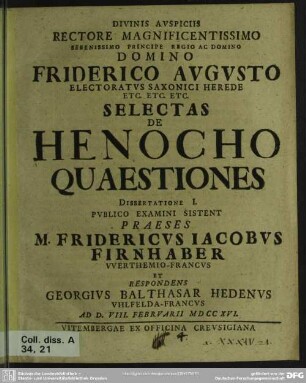 DIVINIS AVSPICIIS
RECTORE MAGNIFICENTISSIMO
SERENISSIMO PRINCIPE REGIO AC DOMINO
DOMINO
FRIDERICO AVGVSTO
ELECTORATVS SAXONICI HEREDE
ETC. ETC. ETC.
SELECTAS
DE
HENOCHO
QUAESTIONES
DISSERTATIONE I.
PVBLICO EXAMINI SISTENT
PRAESES
M. FRIDERICVS IACOBVS
FIRNHABER
VVERTHEMIO-FRANCVS
ET
RESPONDENS
GEORGIVS BALTHASAR HEDENVS
VHLFELDA-FRANCVS
AD D. VIII FEBRVARII MDCCXVI.
VITEMBERGAE EX OFFICINA CREVSIGIANA
Coll. diss. A
34, 21